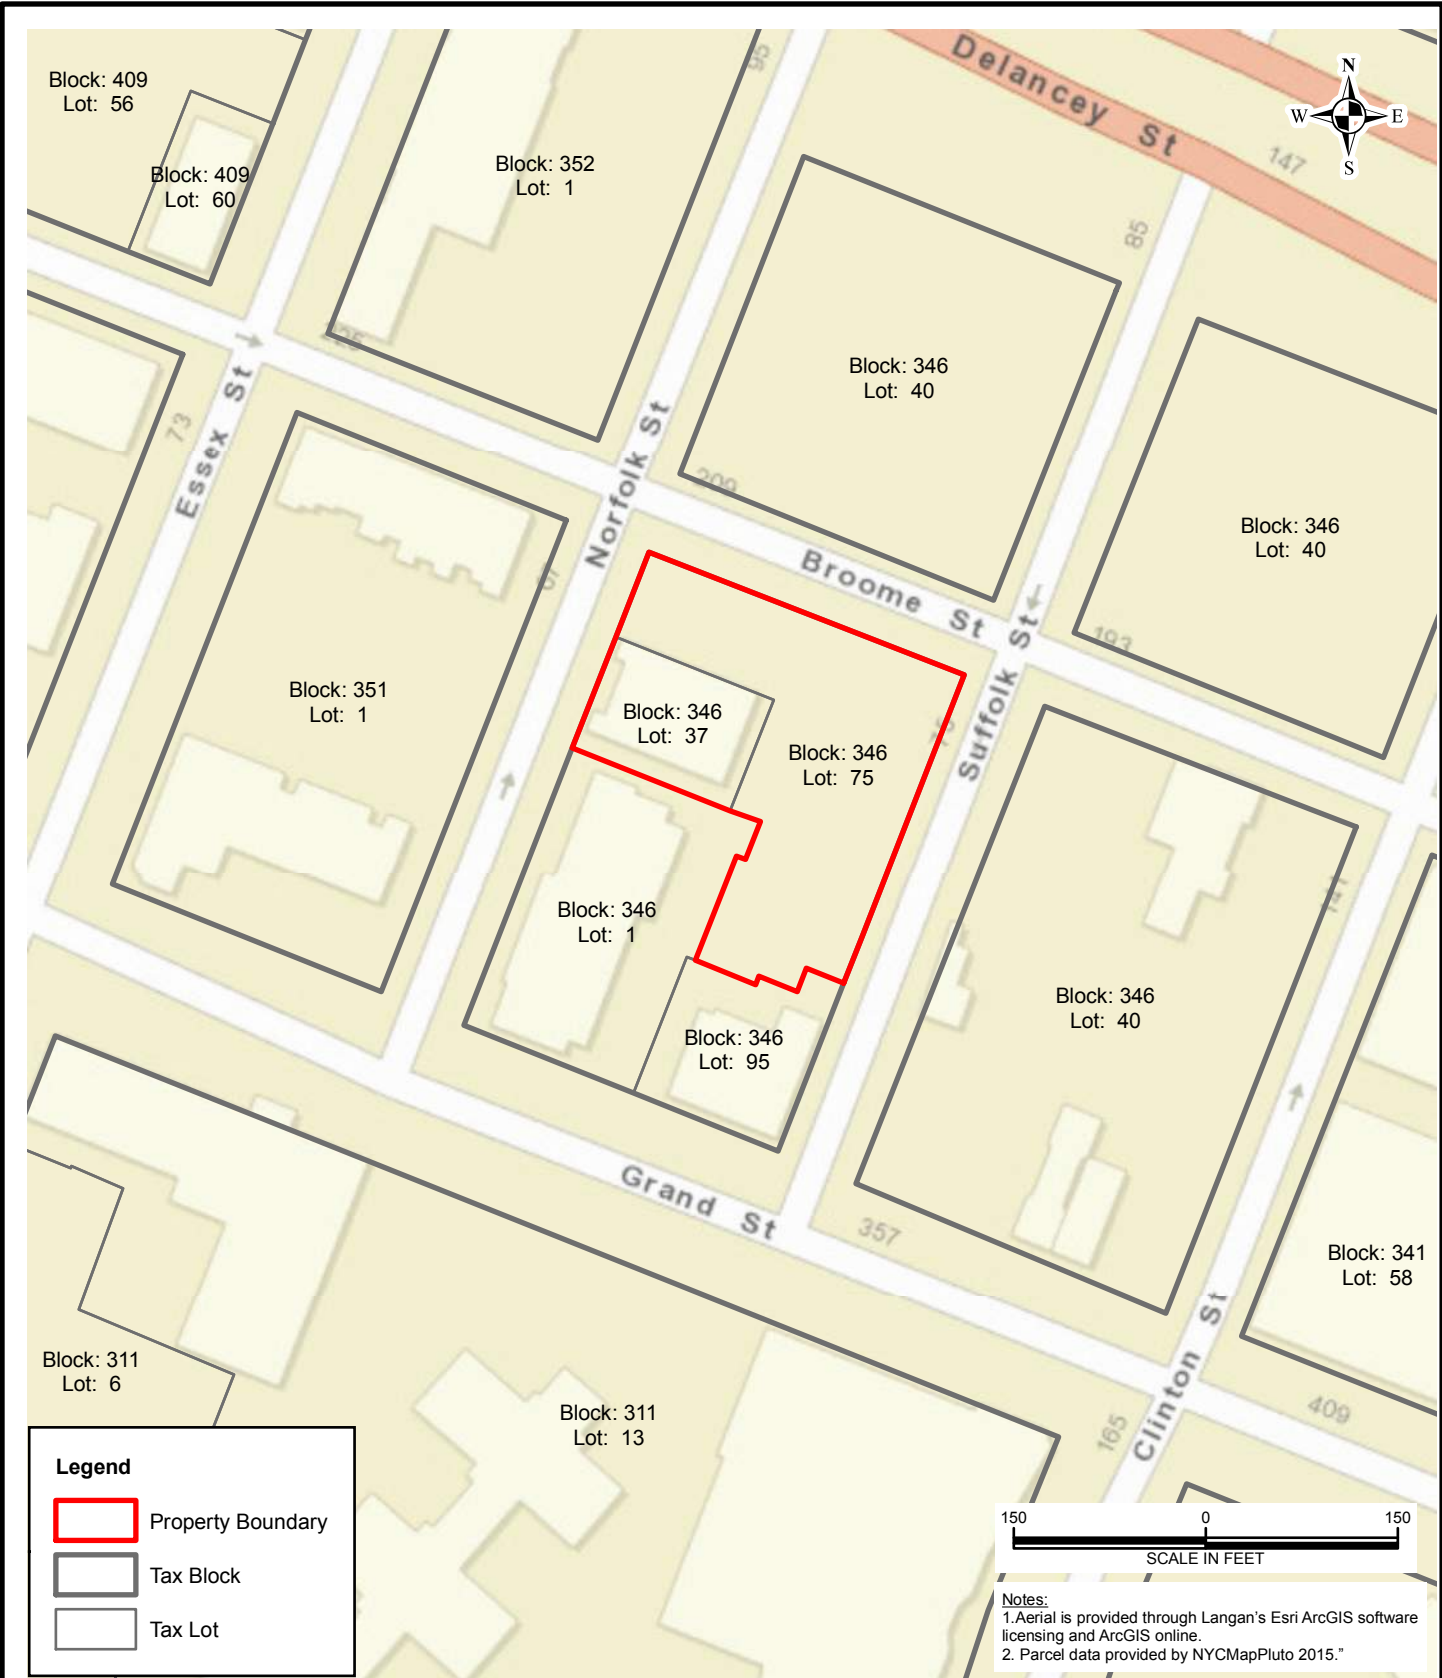 Block: 409
Lot: 56
Block: 409
Lot: 60
Block: 352
Lot: 1
95
Delancey St
N
W E
S
147
85
225
Block: 346
Lot: 40
73
Essex St
Norfolk St
209
Block: 346
Lot: 40
67
Broome St
Suffolk St
193
Block: 351
Lot: 1
Block: 346
Lot: 37
75
Block: 346
Lot: 75
141
Block: 346
Lot: 1
Block: 346
Lot: 40
Block: 346
Lot: 95
Grand St
357
Block: 341
Lot: 58
Clinton St
Block: 311
Lot: 6
Block: 311
Lot: 13
165
409
Legend
Property Boundary
Tax Block
Tax Lot
150 0 150
SCALE IN FEET
Notes:
1.Aerial is provided through Langan's Esri ArcGIS software
licensing and ArcGIS online.
2. Parcel data provided by NYCMapPluto 2015.”